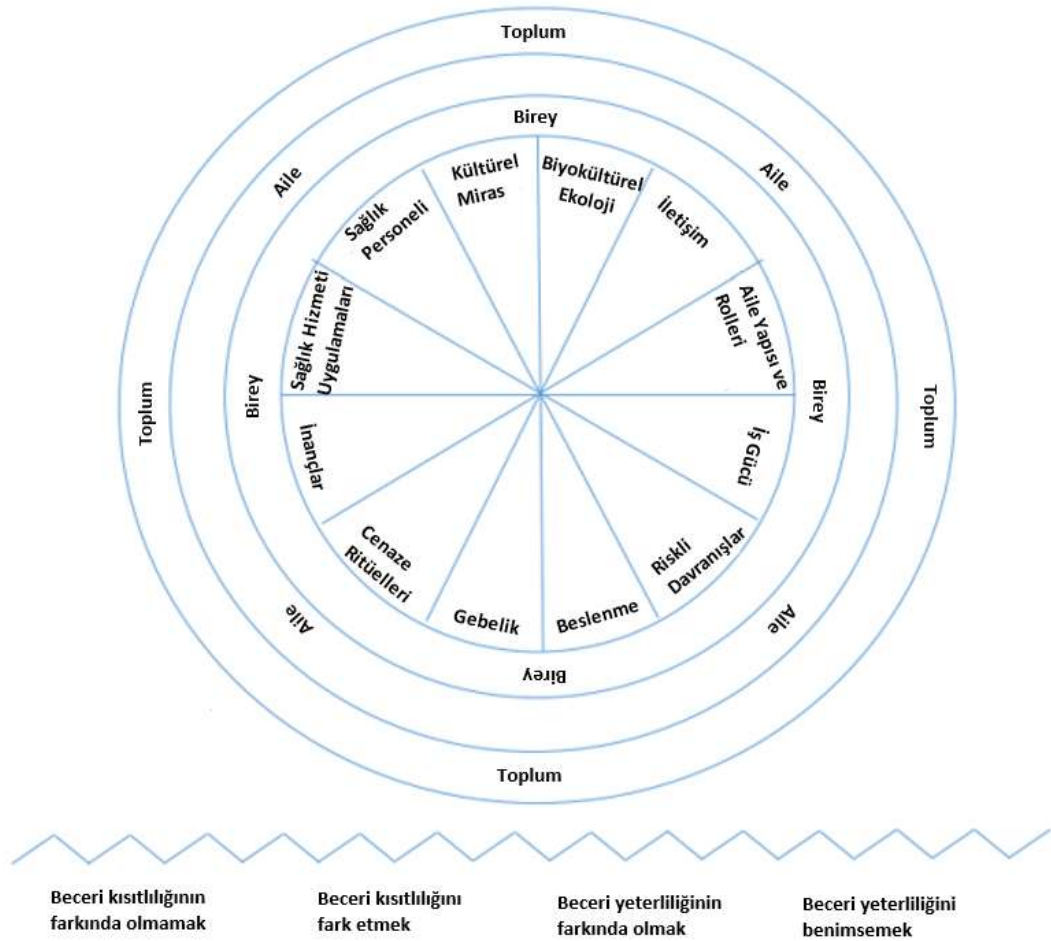 Toplum
Birey
Aile
Aile
Kültürel
Miras
Biyokültürel
Ekoloji
Sağlık
Personeli
İletişim
Sağlık Hizmeti
Uygulamaları
Aile Yapısı ve
Rolleri
Toplum
Birey
Birey
Toplum
İnançlar
İş Gücü
Cenaze
Ritüelleri
Riskli
Davranışlar
Gebelik
Beslenme
Aile
Aile
Birey
Toplum
Beceri kısıtlılığının
farkında olmamak
Beceri kısıtlılığını
fark etmek
Beceri yeterliliğinin
farkında olmak
Beceri yeterliliğini
benimsemek